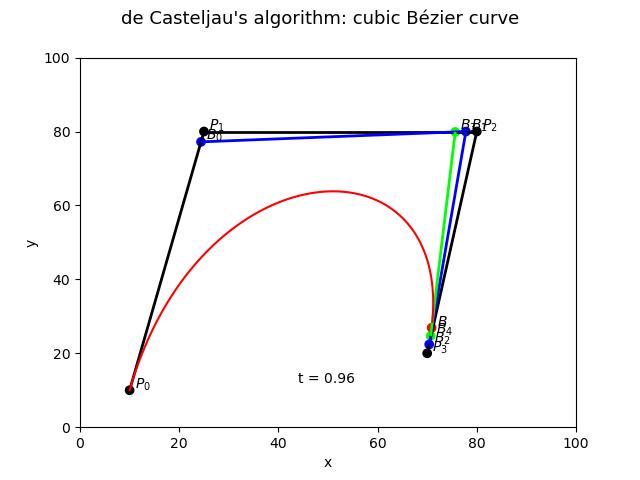 de Casteljau's algorithm: cubic Bézier curve
100
80
60
40
20
0
y
P₁
B₀
P₂
B
B₄
B₂
P₃
P₀
t = 0.96
0
20
40
60
80
100
x